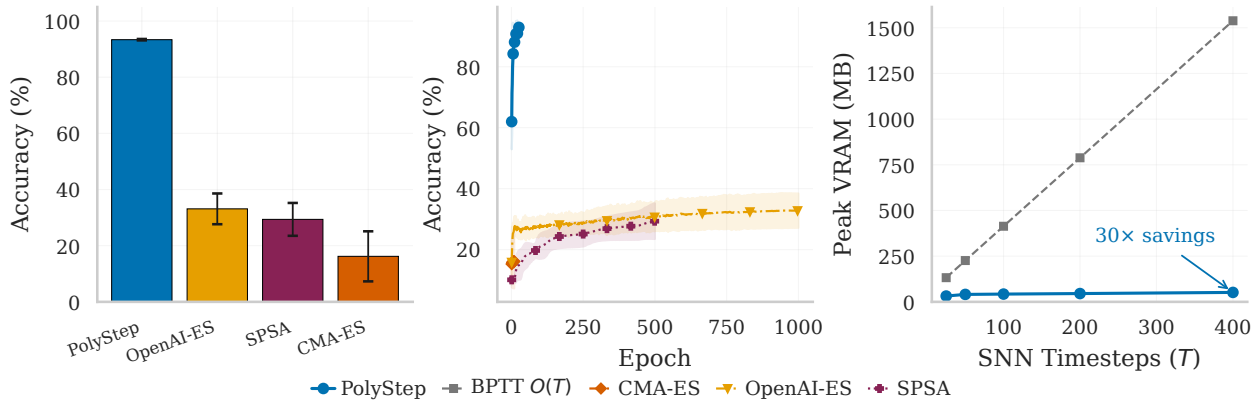 Accuracy (%)
100
80
60
40
20
0
PolyStep
OpenAI-ES
SPSA
CMA-ES
Accuracy (%)
80
60
40
20
0
250
500
750
1000
Epoch
Peak VRAM (MB)
1500
1250
1000
750
500
250
0
30× savings
100
200
300
400
SNN Timesteps (T)
PolyStep
BPTT O(T)
CMA-ES
OpenAI-ES
SPSA